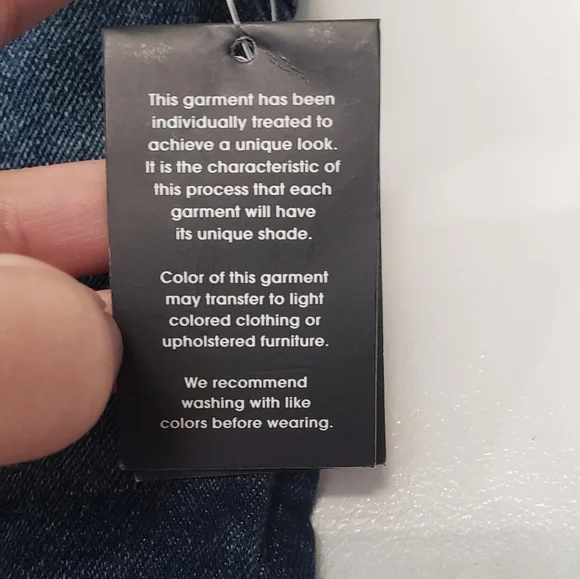 This garment has been
individually treated to
achieve a unique look.
It is the characteristic of
this process that each
garment will have
its unique shade.
Color of this garment
may transfer to light
colored clothing or
upholstered furniture.
We recommend
washing with like
colors before wearing.